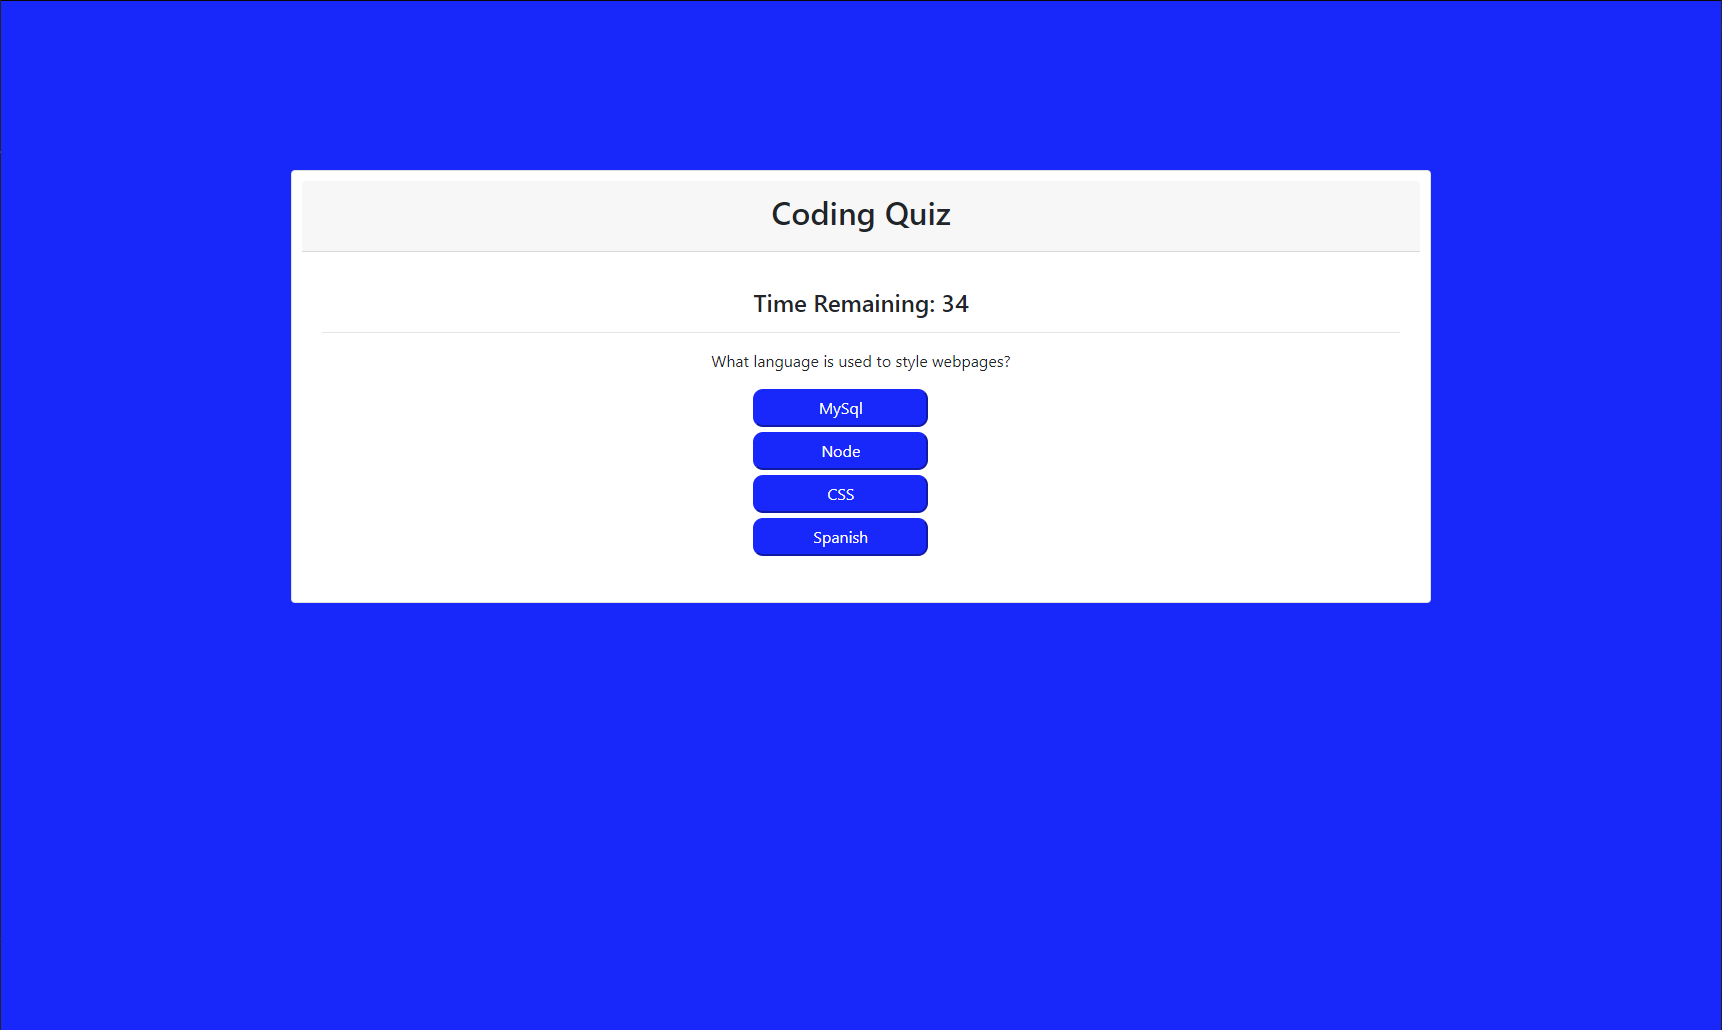 Coding Quiz
Time Remaining: 34
What language is used to style webpages?
MySql
Node
CSS
Spanish